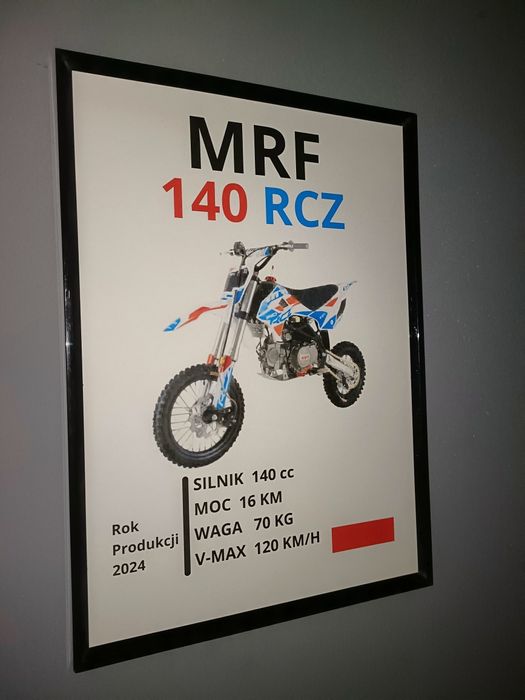 MRF
140 RCZ
SILNIK 140 cc
MOC 16 KM
WAGA 70 KG
V-MAX 120 KM/H
Rok
Produkcji
2024